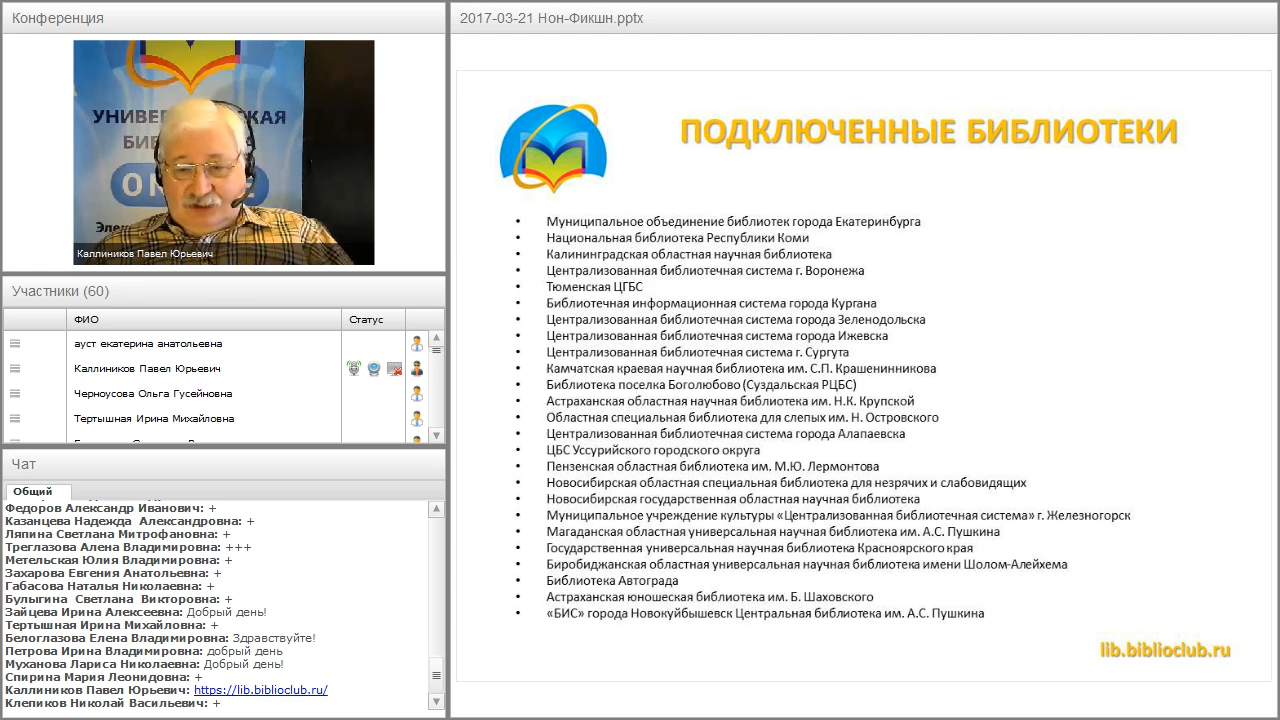 Конференция
УНИВЕР СКАЯ
БИБ
Каллиников Павел Юрьевич
Участники (60)
ФИО
Статус
ауст екатерина анатольевна
Каллиников Павел Юрьевич
Черноусова Ольга Гусейновна
Тертышная Ирина Михайловна
Чат
Общий
Федоров Александр Иванович: +
Казанцева Надежда Александровна: +
Ляпина Светлана Митрофановна: +
Треглазова Алена Владимировна: +++
Метельская Юлия Владимировна: +
Захарова Евгения Анатольевна: +
Габасова Наталья Николаевна: +
Булыгина Светлана Викторовна: +
Зайцева Ирина Алексеевна: Добрый день!
Тертышная Ирина Михайловна: +
Белоглазова Елена Владимировна: Здравствуйте!
Петрова Ирина Владимировна: добрый день
Муханова Лариса Николаевна: Добрый день!
Спирина Мария Леонидовна: +
Каллиников Павел Юрьевич: https://lib.biblioclub.ru/
Клепиков Николай Васильевич: +
2017-03-21 Нон-Фикшн.pptx
ПОДКЛЮЧЕННЫЕ БИБЛИОТЕКИ
• Муниципальное объединение библиотек города Екатеринбурга
• Национальная библиотека Республики Коми
• Калининградская областная научная библиотека
• Централизованная библиотечная система г. Воронежа
• Тюменская ЦГБС
• Библиотечная информационная система города Кургана
• Централизованная библиотечная система города Зеленодольска
• Централизованная библиотечная система города Ижевска
• Централизованная библиотечная система г. Сургута
• Камчатская краевая научная библиотека им. С.П. Крашенинникова
• Библиотека поселка Боголюбово (Суздальская РЦБС)
• Астраханская областная научная библиотека им. Н.К. Крупской
• Областная специальная библиотека для слепых им. Н. Островского
• Централизованная библиотечная система города Алапаевска
• ЦБС Уссурийского городского округа
• Пензенская областная библиотека им. М.Ю. Лермонтова
• Новосибирская областная специальная библиотека для незрячих и слабовидящих
• Новосибирская государственная областная научная библиотека
• Муниципальное учреждение культуры «Централизованная библиотечная система» г. Железногорск
• Магаданская областная универсальная научная библиотека им. А.С. Пушкина
• Государственная универсальная научная библиотека Красноярского края
• Биробиджанская областная универсальная научная библиотека имени Шолом-Алейхема
• Библиотека Автограда
• Астраханская юношеская библиотека им. Б. Шаховского
• «БИС» города Новокуйбышевск Центральная библиотека им. А.С. Пушкина
lib.biblioclub.ru